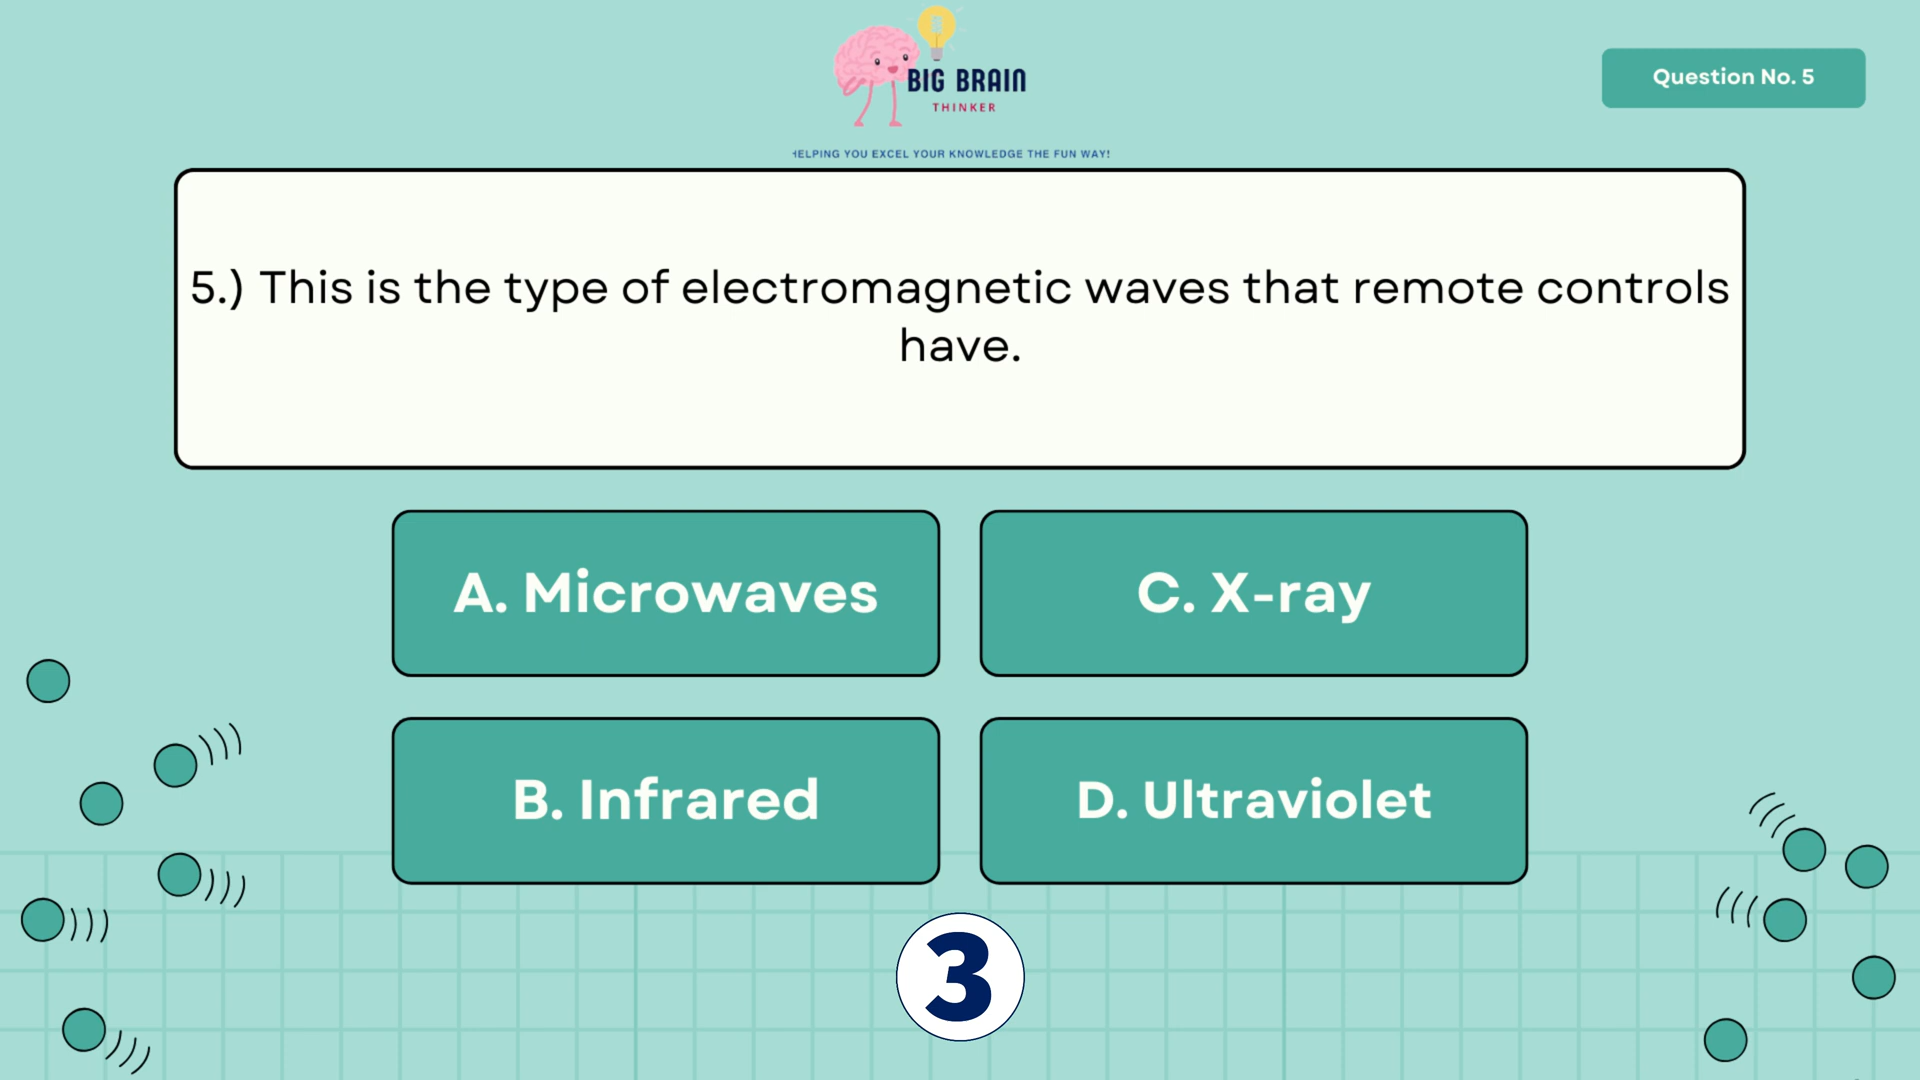 BIG BRAIN
THINKER
HELPING YOU EXCEL YOUR KNOWLEDGE THE FUN WAY!
Question No. 5
5.) This is the type of electromagnetic waves that remote controls
have.
A. Microwaves
C. X-ray
B. Infrared
D. Ultraviolet
3